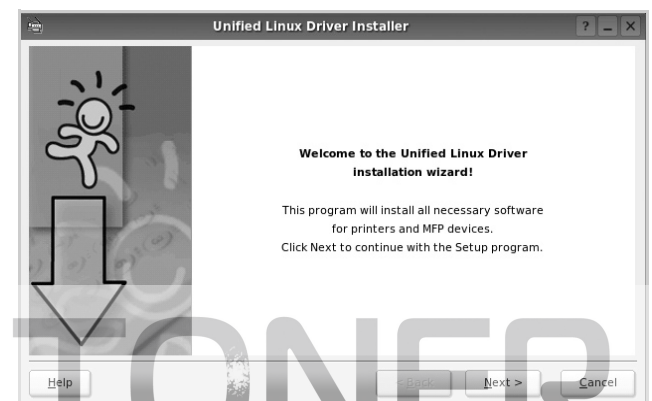 Unified Linux Driver Installer
Welcome to the Unified Linux Driver
installation wizard!
This program will install all necessary software
for printers and MFP devices.
Click Next to continue with the Setup program.
TONER
Help
< Back
Next >
Cancel